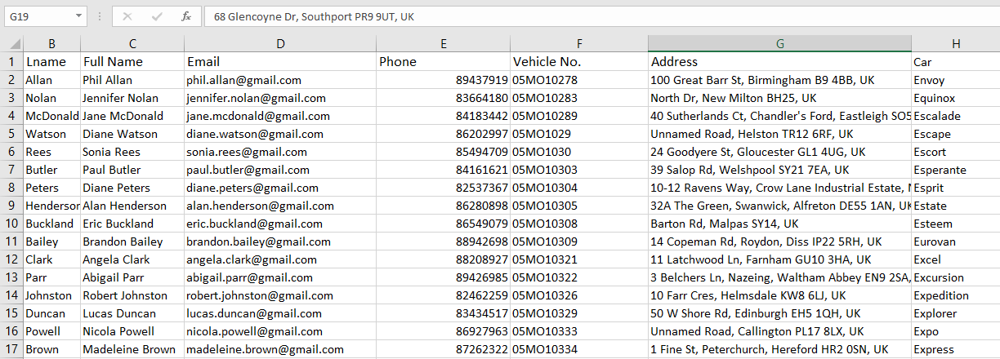 G19 fx 68 Glencoyne Dr, Southport PR9 9UT, UK
B C D E F G H
1 Lname Full Name Email Phone Vehicle No. Address Car
2 Allan Phil Allan phil.allan@gmail.com 89437919 05MO10278 100 Great Barr St, Birmingham B9 4BB, UK Envoy
3 Nolan Jennifer Nolan jennifer.nolan@gmail.com 83664180 05MO10283 North Dr, New Milton BH25, UK Equinox
4 McDonald Jane McDonald jane.mcdonald@gmail.com 84183442 05MO10289 40 Sutherlands Ct, Chandler's Ford, Eastleigh SO5 Escalade
5 Watson Diane Watson diane.watson@gmail.com 86202997 05MO1029 Unnamed Road, Helston TR12 6RF, UK Escape
6 Rees Sonia Rees sonia.rees@gmail.com 85494709 05MO1030 24 Goodyere St, Gloucester GL1 4UG, UK Escort
7 Butler Paul Butler paul.butler@gmail.com 84161621 05MO10303 39 Salop Rd, Welshpool SY21 7EA, UK Esperante
8 Peters Diane Peters diane.peters@gmail.com 82537367 05MO10304 10-12 Ravens Way, Crow Lane Industrial Estate, Esprit
9 Henderson Alan Henderson alan.henderson@gmail.com 86280898 05MO10305 32A The Green, Swanwick, Alfreton DE55 1AN, UK Estate
10 Buckland Eric Buckland eric.buckland@gmail.com 86549079 05MO10308 Barton Rd, Malpas SY14, UK Esteem
11 Bailey Brandon Bailey brandon.bailey@gmail.com 88942698 05MO10309 14 Copeman Rd, Roydon, Diss IP22 5RH, UK Eurovan
12 Clark Angela Clark angela.clark@gmail.com 88208927 05MO10321 11 Latchwood Ln, Farnham GU10 3HA, UK Excel
13 Parr Abigail Parr abigail.parr@gmail.com 89426985 05MO10322 3 Belchers Ln, Nazeing, Waltham Abbey EN9 2SA, Excursion
14 Johnston Robert Johnston robert.johnston@gmail.com 82462259 05MO10326 10 Farr Cres, Helmsdale KW8 6LJ, UK Expedition
15 Duncan Lucas Duncan lucas.duncan@gmail.com 83434517 05MO10329 50 W Shore Rd, Edinburgh EH5 1QH, UK Explorer
16 Powell Nicola Powell nicola.powell@gmail.com 86927963 05MO10333 Unnamed Road, Callington PL17 8LX, UK Expo
17 Brown Madeleine Brown madeleine.brown@gmail.com 87262322 05MO10334 1 Fine St, Peterchurch, Hereford HR2 0SN, UK Express